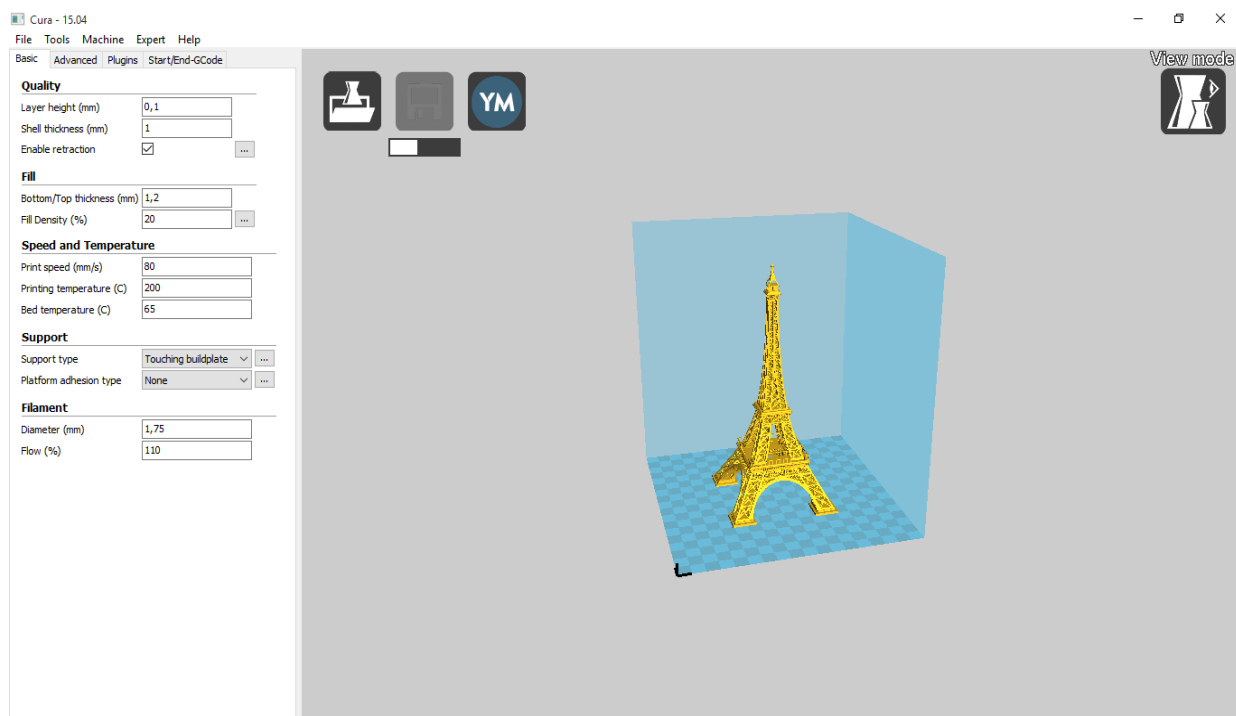 Cura - 15.04
File Tools Machine Expert Help
Basic Advanced Plugins Start/End-GCode
Quality
Layer height (mm) 0,1
Shell thickness (mm) 1
Enable retraction ...
Fill
Bottom/Top thickness (mm) 1,2
Fill Density (%) 20 ...
Speed and Temperature
Print speed (mm/s) 80
Printing temperature (C) 200
Bed temperature (C) 65
Support
Support type Touching buildplate ...
Platform adhesion type None ...
Filament
Diameter (mm) 1,75
Flow (%) 110
YM
View mode